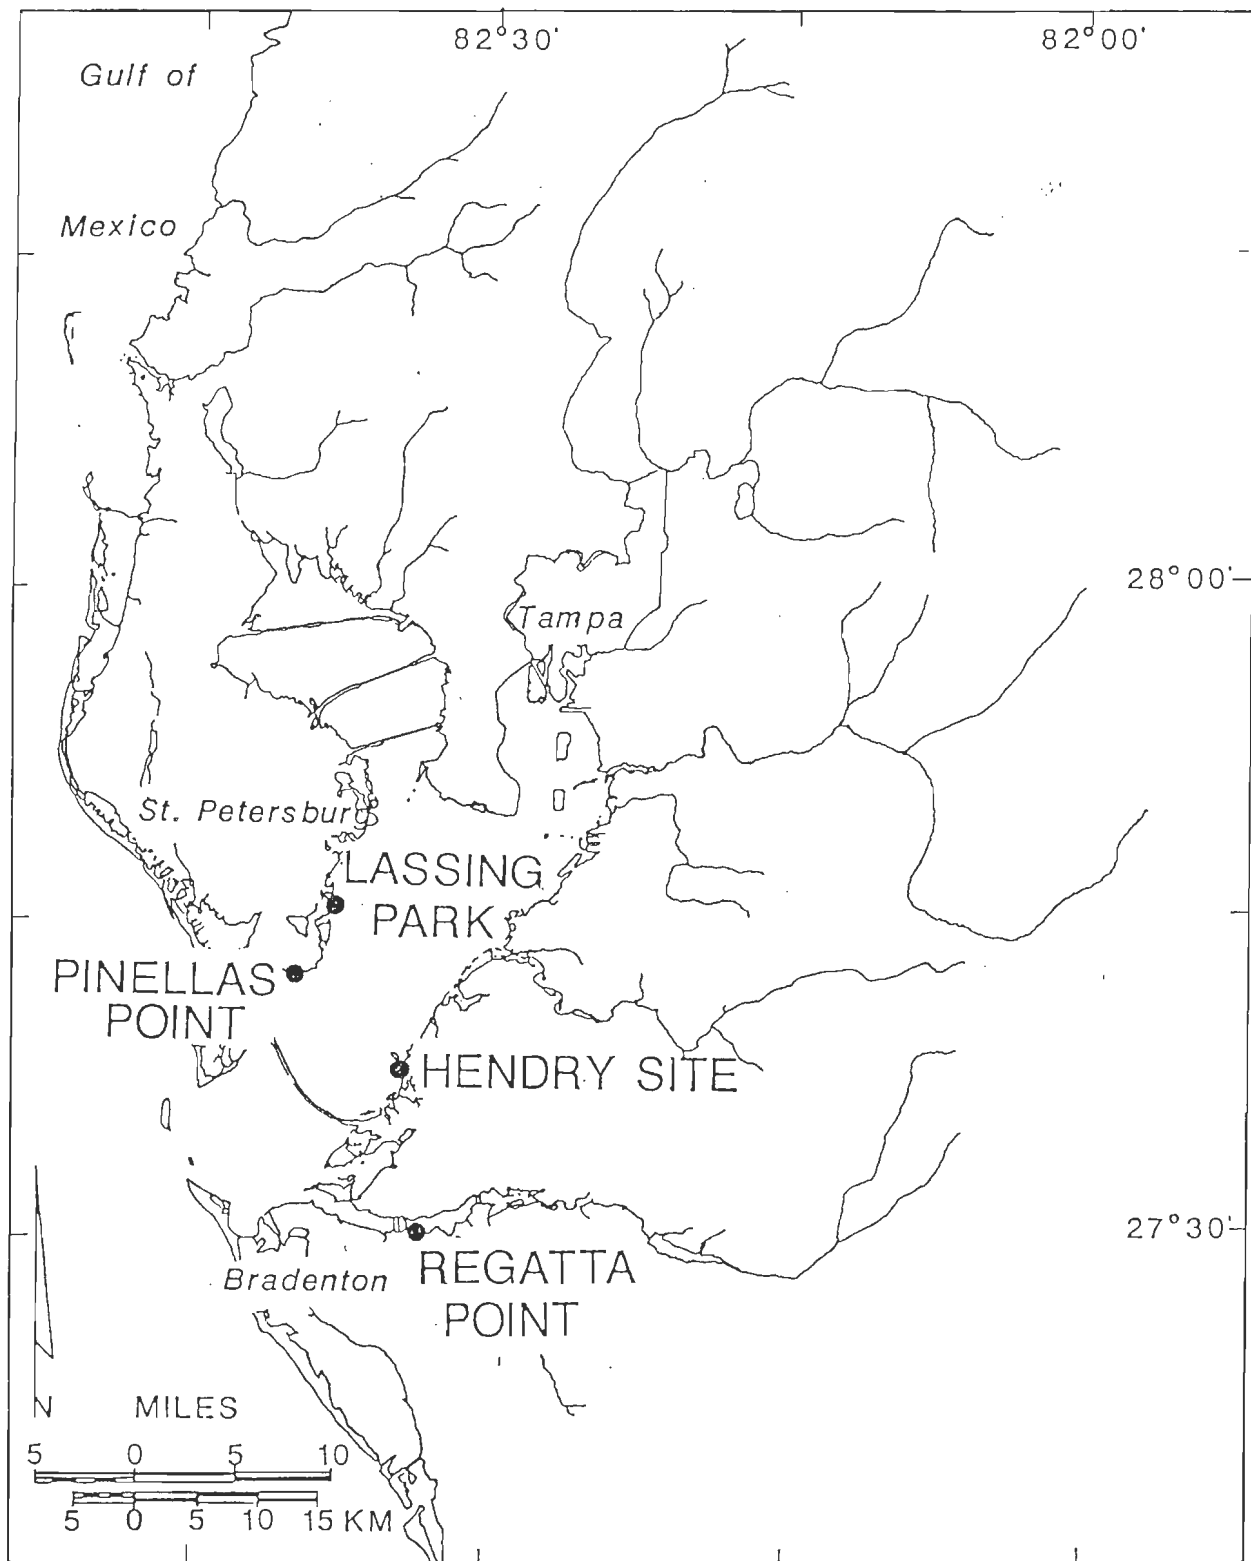 82°30'
82°00'
Gulf of
Mexico
28°00'
Tampa
St. Petersburg
LASSING
PARK
PINELLAS
POINT
HENDRY SITE
27°30'
REGATTA
POINT
Bradenton
N
MILES
5 0 5 10
5 0 5 10 15 KM